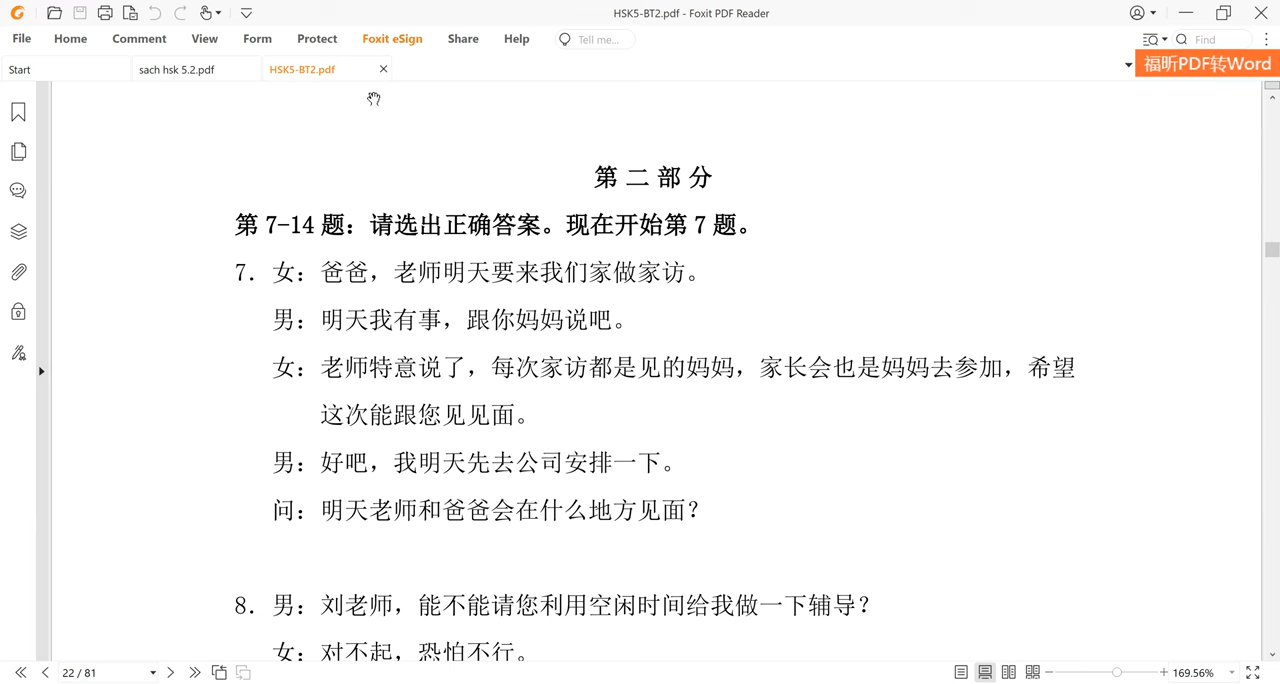 HSK5-BT2.pdf - Foxit PDF Reader
File Home Comment View Form Protect Foxit eSign Share Help Tell me... Find
福昕PDF转Word
Start sach hsk 5.2.pdf HSK5-BT2.pdf
第二部分
第 7-14 题：请选出正确答案。现在开始第 7 题。
7. 女：爸爸，老师明天要来我们家做家访。
男：明天我有事，跟你妈妈说吧。
女：老师特意说了，每次家访都是见的妈妈，家长会也是妈妈去参加，希望
这次能跟您见见面。
男：好吧，我明天先去公司安排一下。
问：明天老师和爸爸会在什么地方见面？
8. 男：刘老师，能不能请您利用空闲时间给我做一下辅导？
女：对不起，恐怕不行。
22 / 81 169.56%